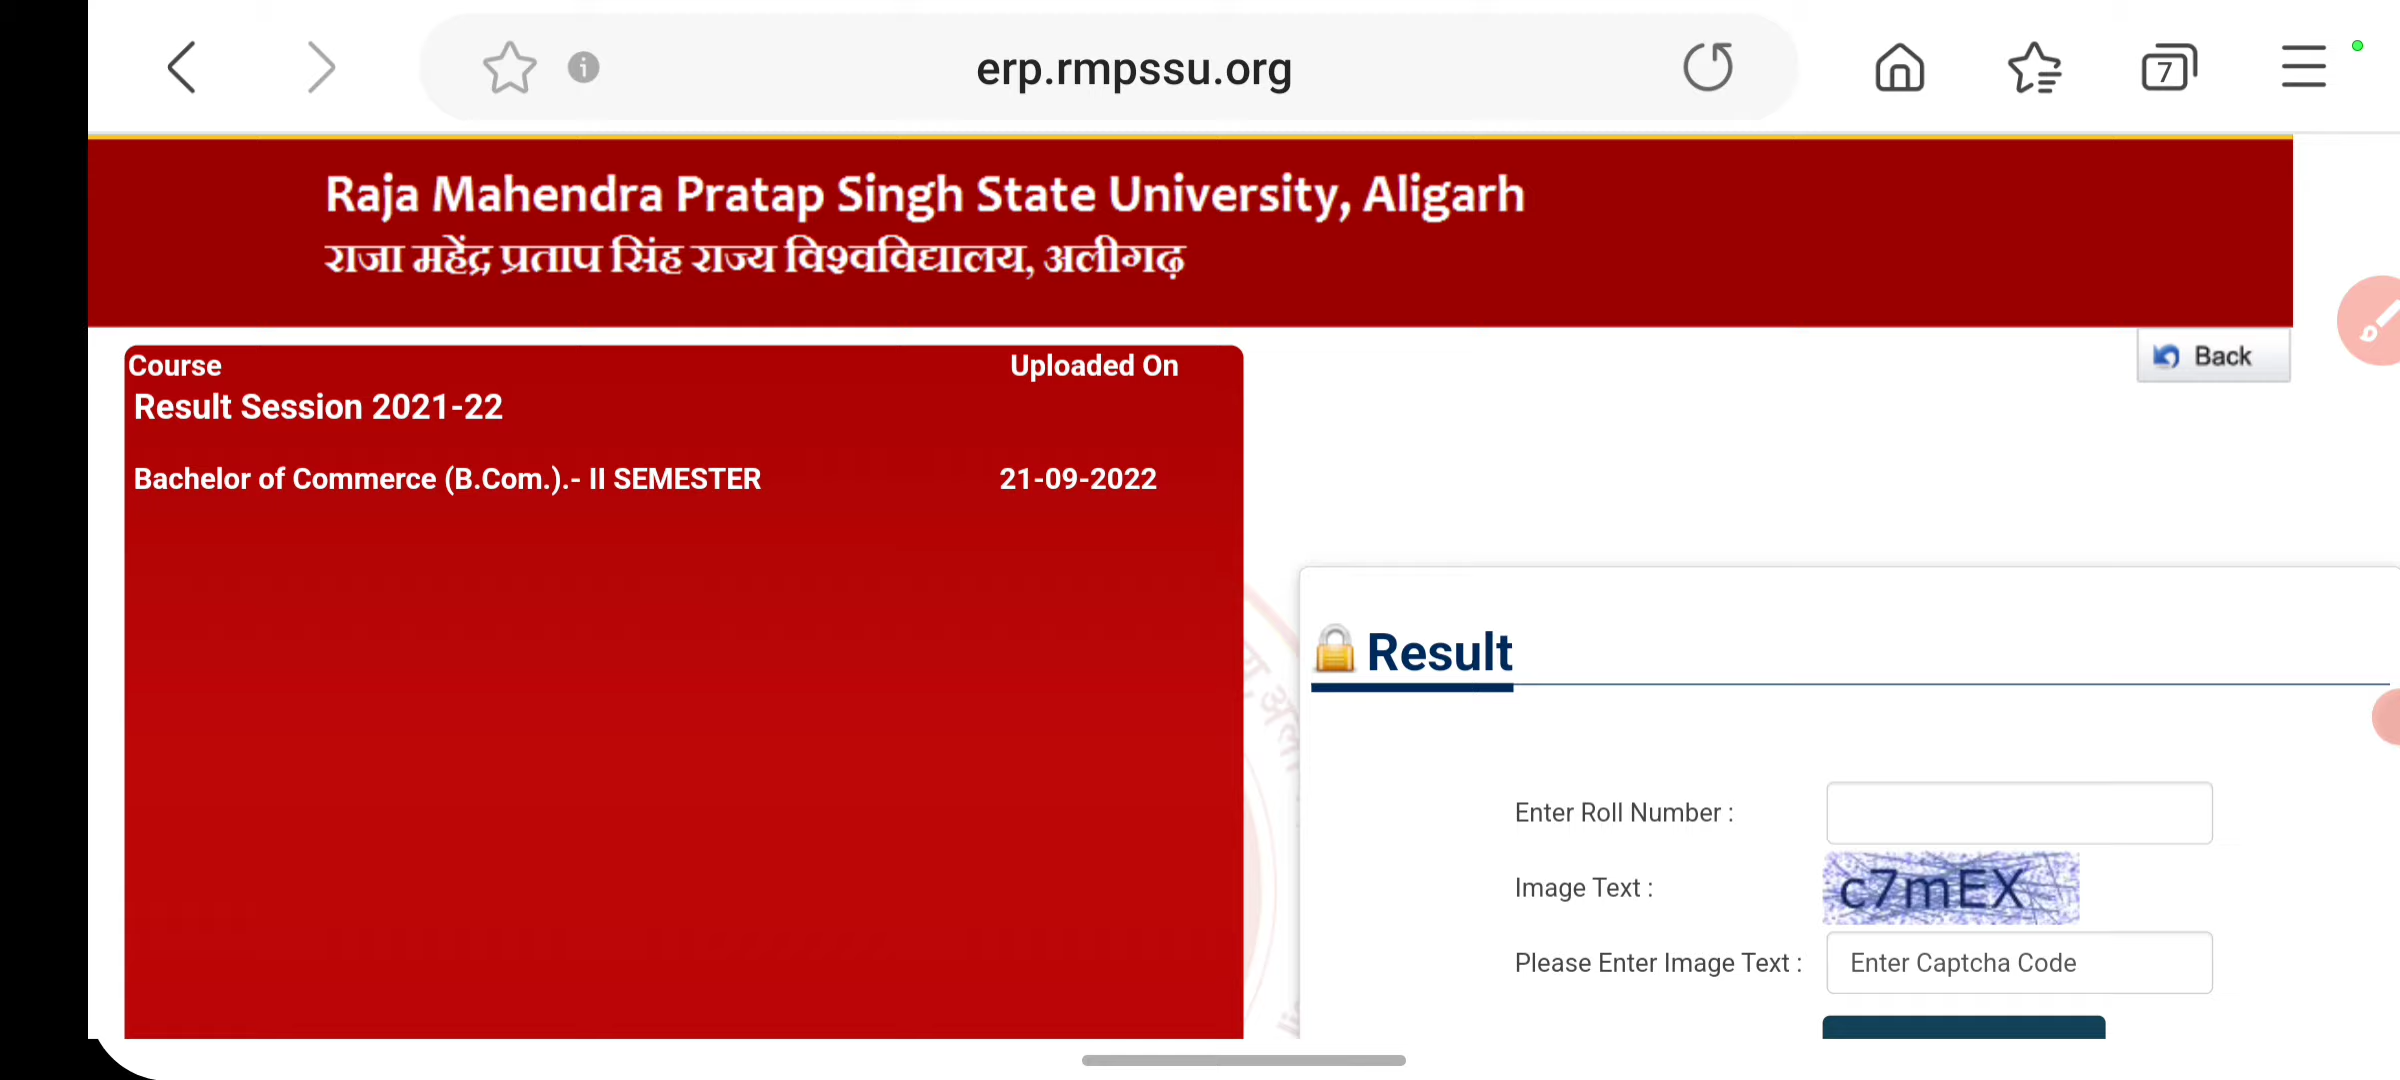 erp.rmpssu.org
7
Raja Mahendra Pratap Singh State University, Aligarh
राजा महेंद्र प्रताप सिंह राज्य विश्वविद्यालय, अलीगढ़
Back
Course Uploaded On
Result Session 2021-22
Bachelor of Commerce (B.Com.).- II SEMESTER 21-09-2022
Result
Enter Roll Number :
Image Text : c7mEX
Please Enter Image Text : Enter Captcha Code